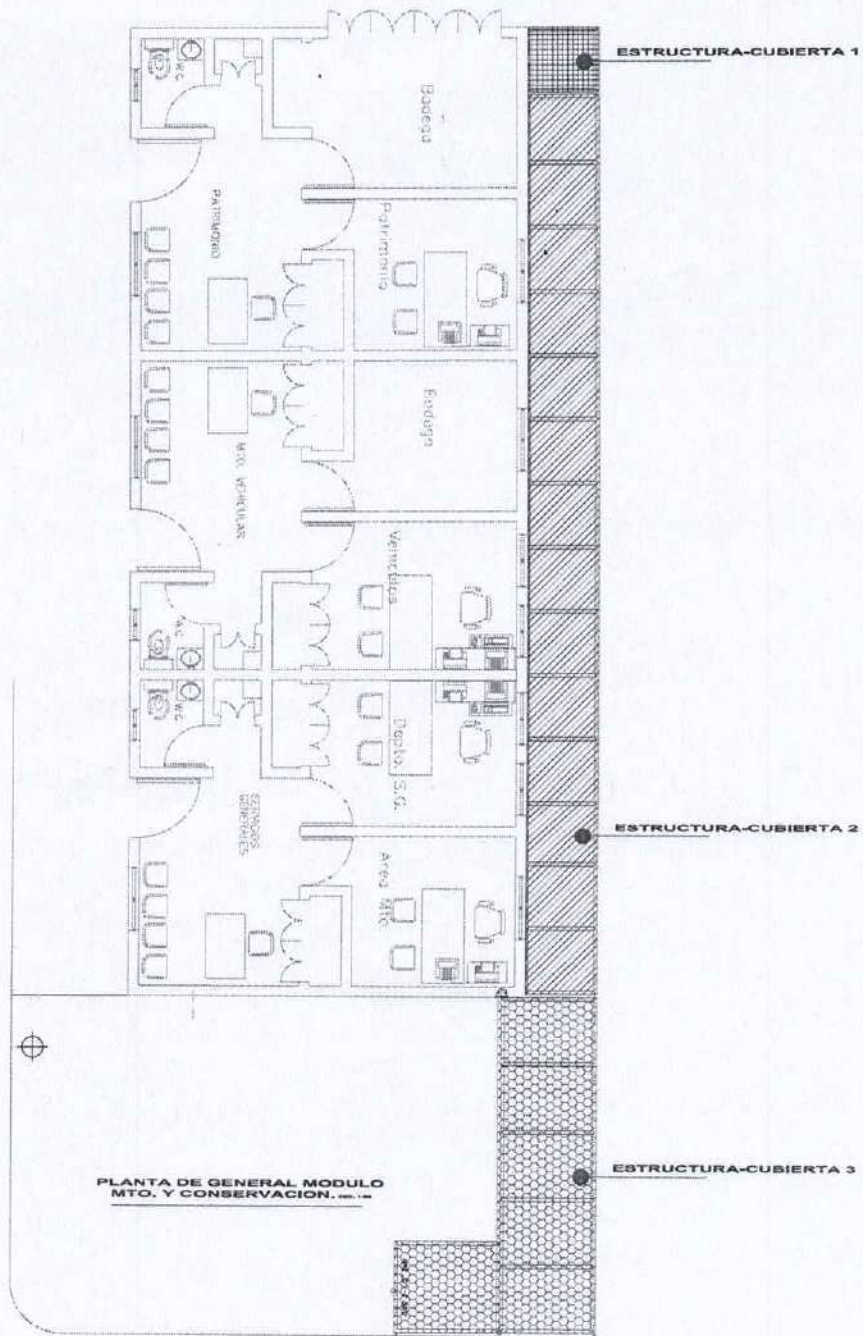 ESTRUCTURA-CUBIERTA 1
W.C
Bodega
PATRIMONIO
Patrimonio
Bodega
MTO. VEHICULAR
Vehiculos
W.C
W.C
Depto. S.G.
SERVICIOS
GENERALES
ESTRUCTURA-CUBIERTA 2
Area Mto.
ESTRUCTURA-CUBIERTA 3
PLANTA DE GENERAL MODULO
MTO. Y CONSERVACION.